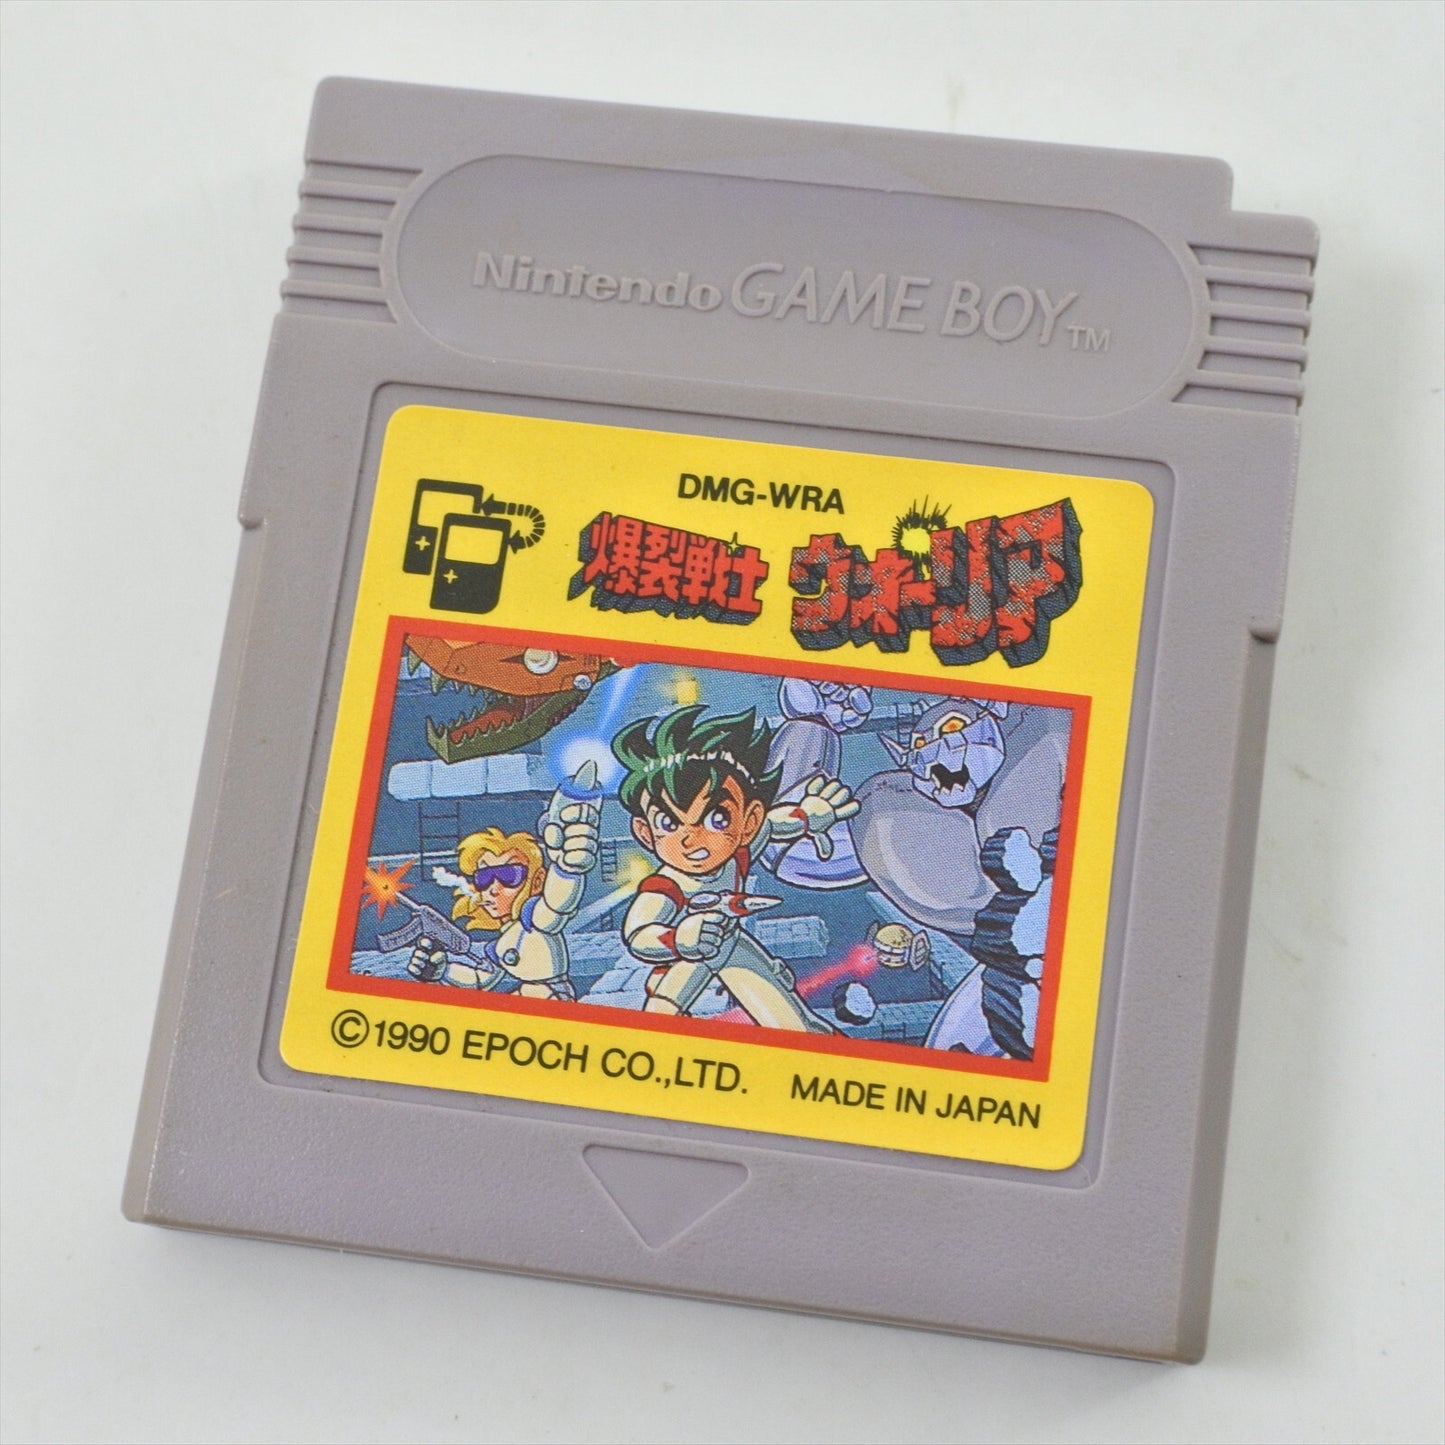 Nintendo GAME BOY™
DMG-WRA
爆裂戦士 ウォーリア
©1990 EPOCH CO.,LTD. MADE IN JAPAN